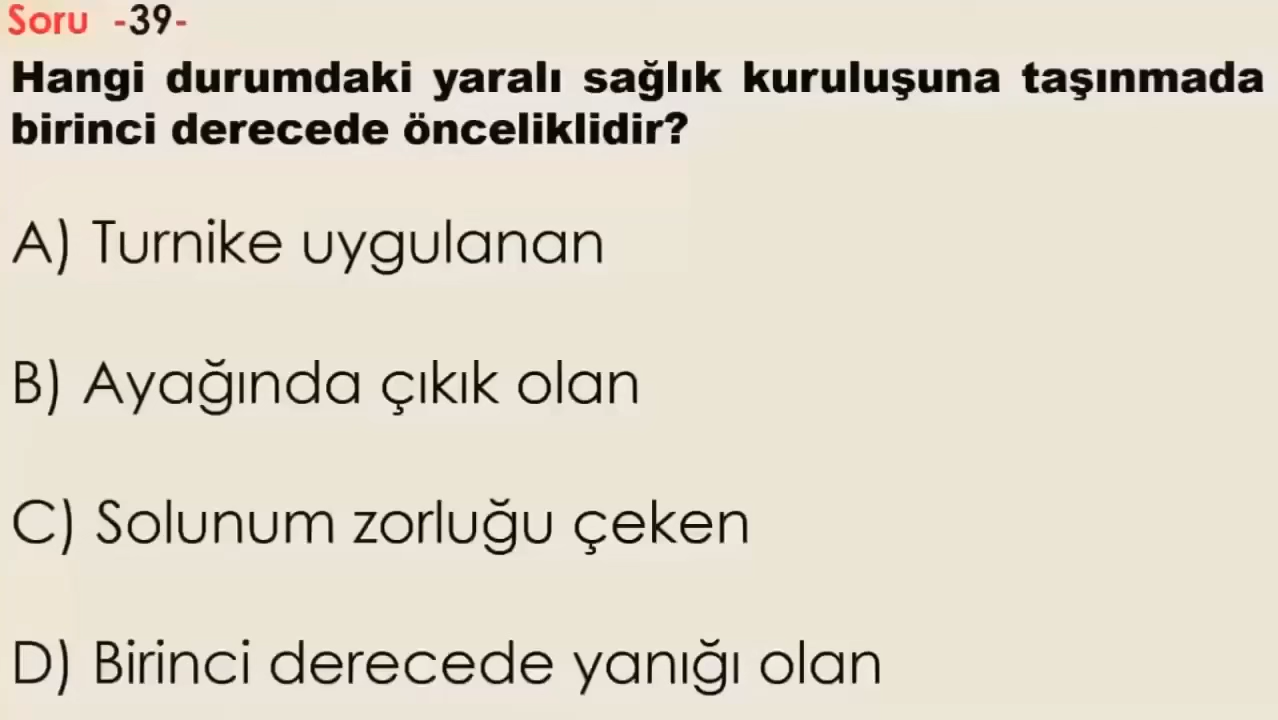 Soru -39-
Hangi durumdaki yaralı sağlık kuruluşuna taşınmada
birinci derecede önceliklidir?
A) Turnike uygulanan
B) Ayağında çıkık olan
C) Solunum zorluğu çeken
D) Birinci derecede yanığı olan